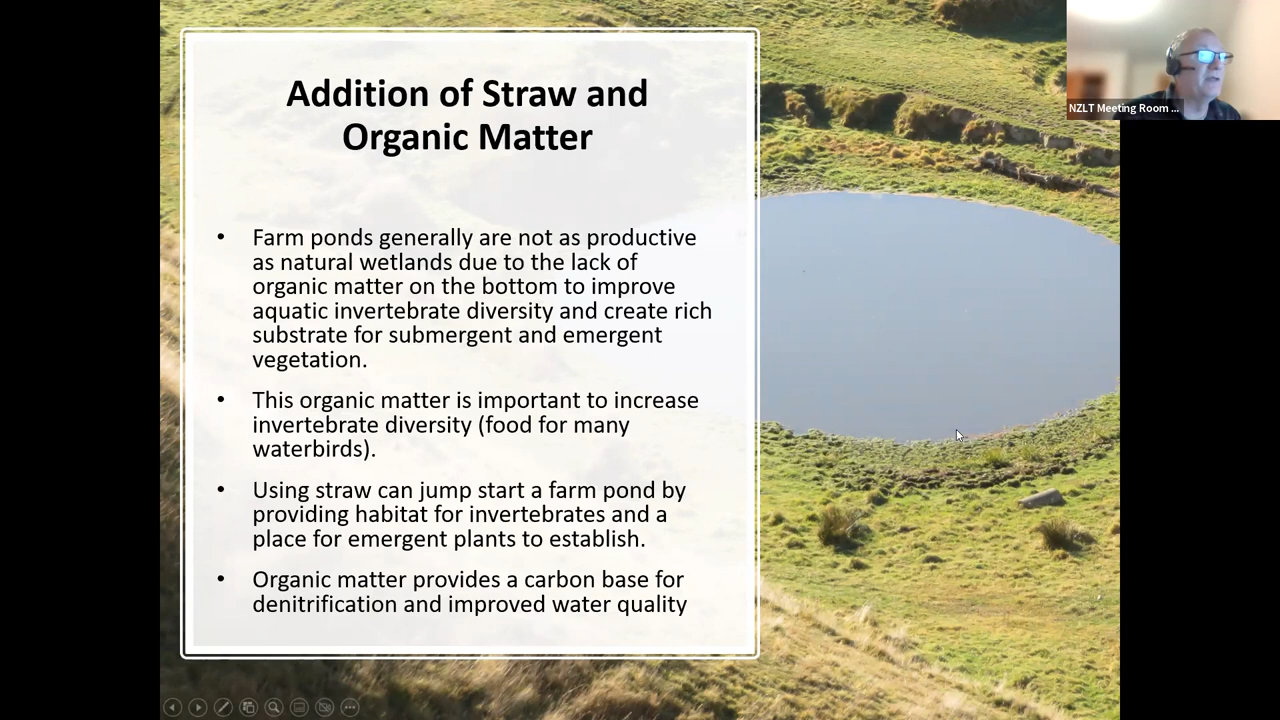 Addition of Straw and
Organic Matter
• Farm ponds generally are not as productive
as natural wetlands due to the lack of
organic matter on the bottom to improve
aquatic invertebrate diversity and create rich
substrate for submergent and emergent
vegetation.
• This organic matter is important to increase
invertebrate diversity (food for many
waterbirds).
• Using straw can jump start a farm pond by
providing habitat for invertebrates and a
place for emergent plants to establish.
• Organic matter provides a carbon base for
denitrification and improved water quality
NZLT Meeting Room ...